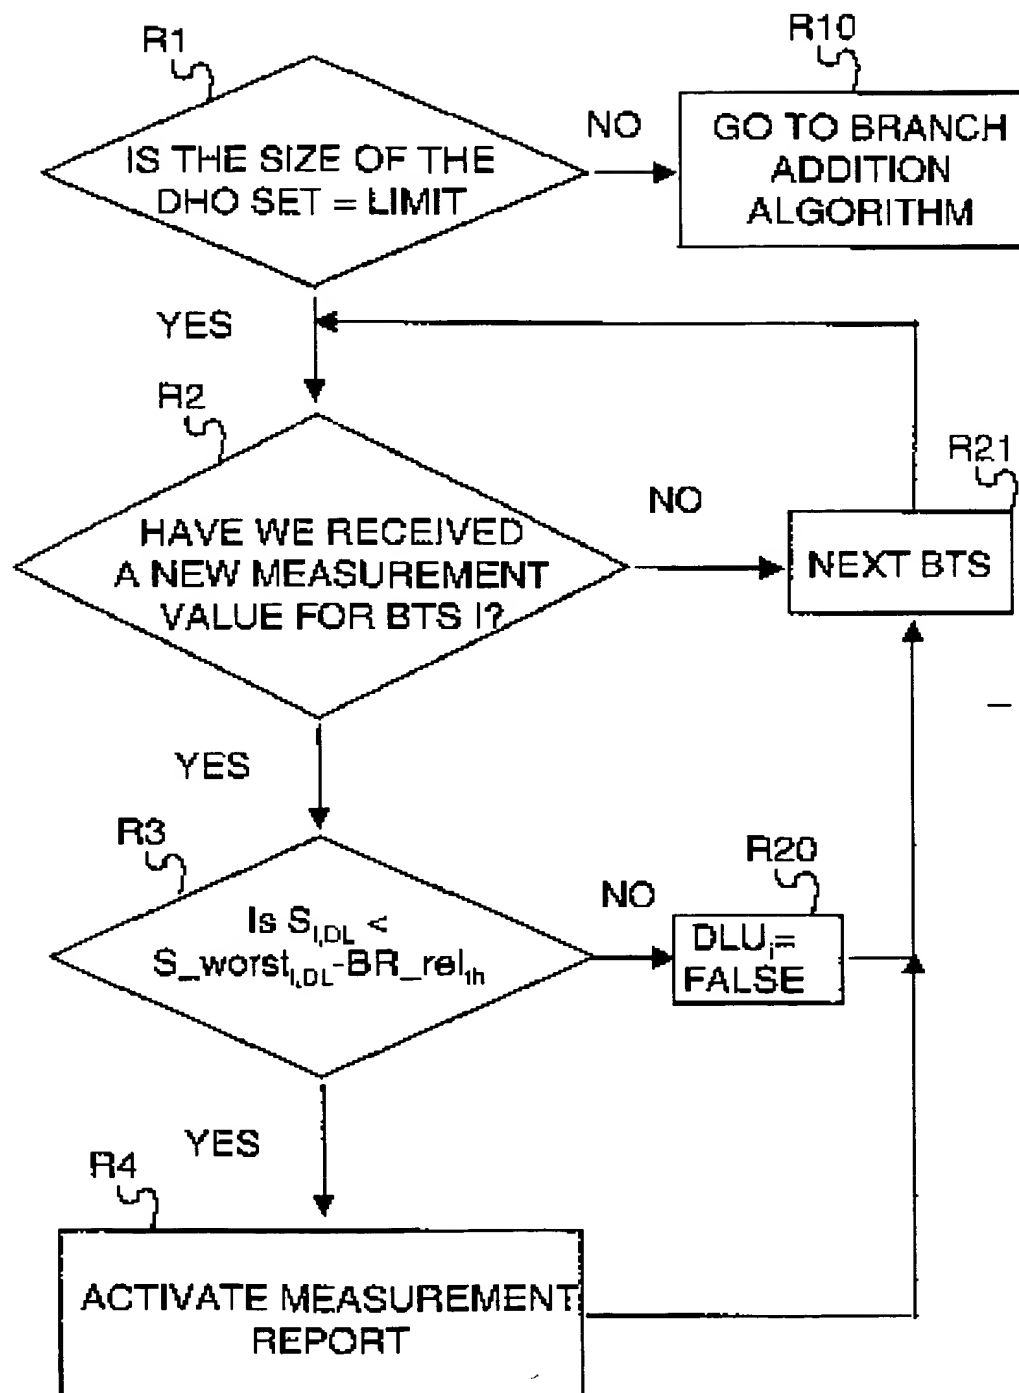 R1
IS THE SIZE OF THE
DHO SET = LIMIT
NO
R10
GO TO BRANCH
ADDITION
ALGORITHM
YES
R2
HAVE WE RECEIVED
A NEW MEASUREMENT
VALUE FOR BTS I?
NO
R21
NEXT BTS
YES
R3
Is S_I,DL <
S_worst_I,DL-BR_rel_th
NO
R20
DLU_i=
FALSE
YES
R4
ACTIVATE MEASUREMENT
REPORT